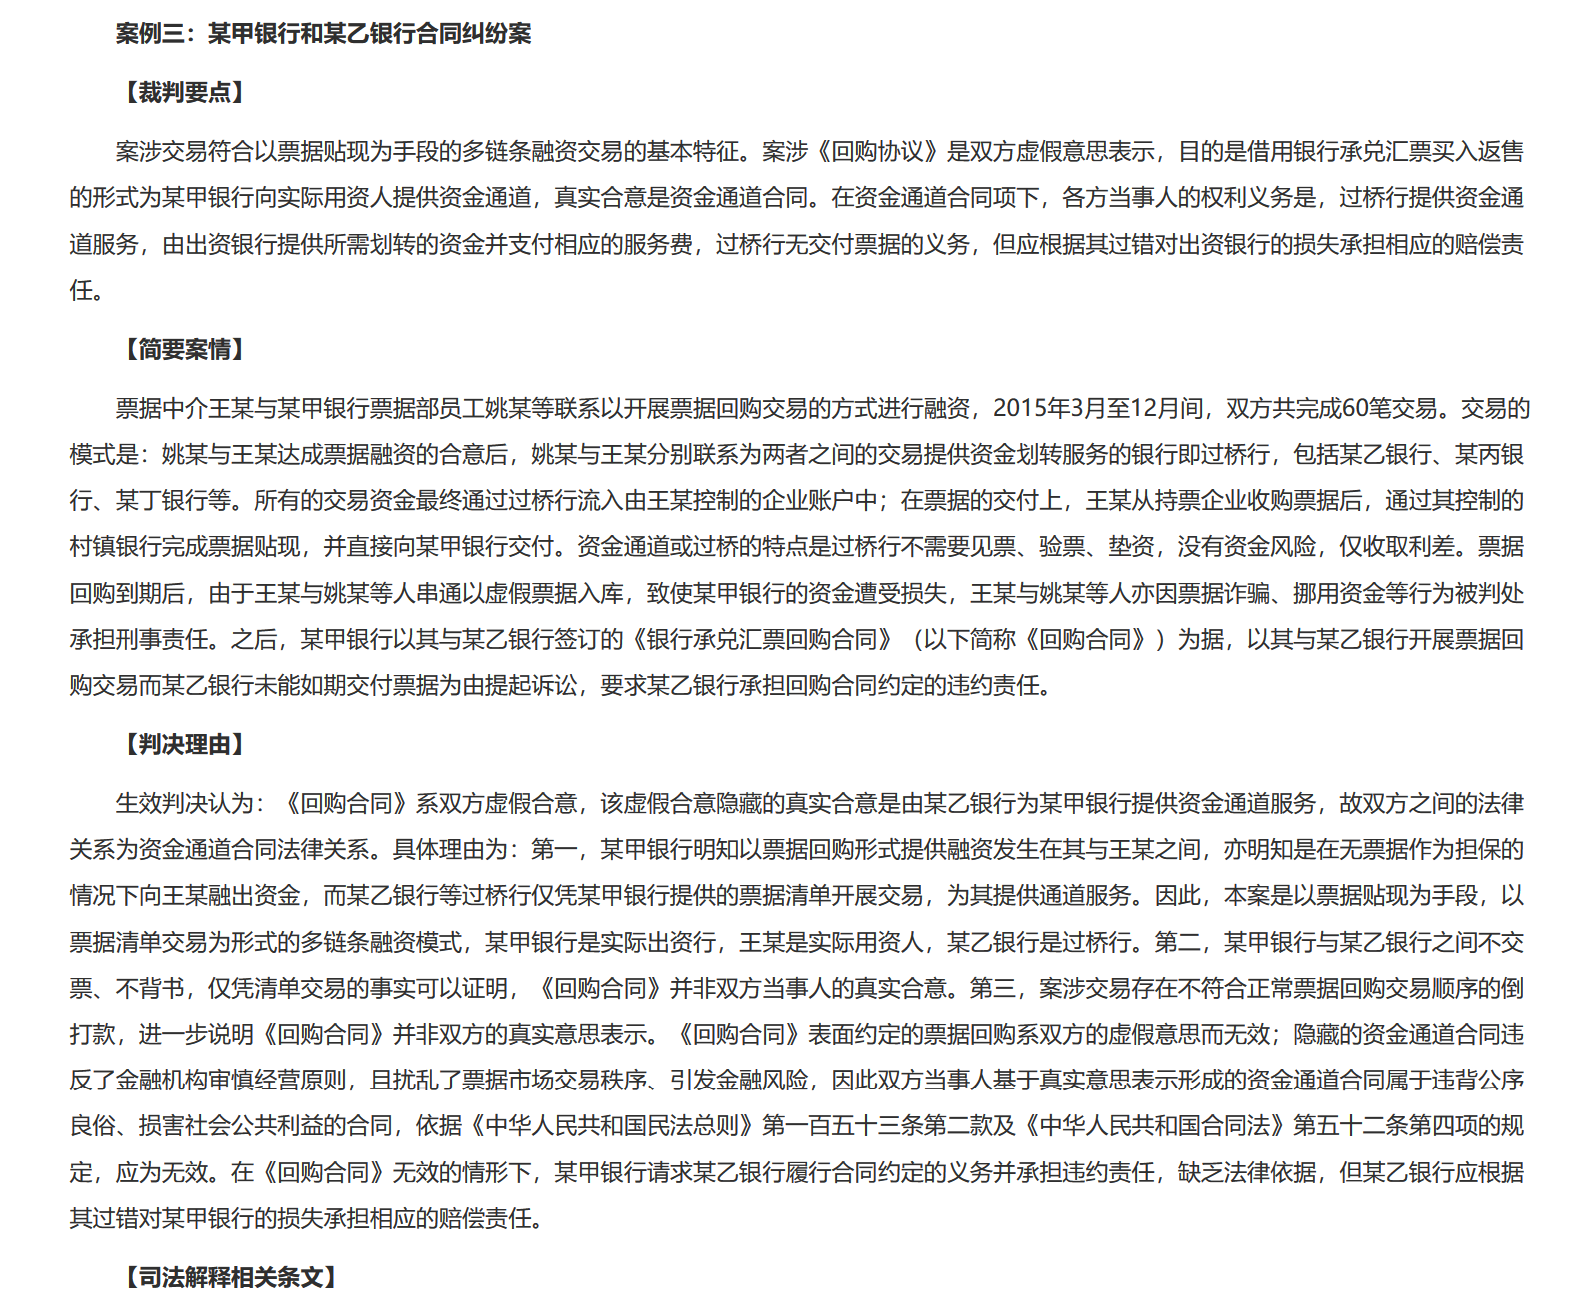 案例三：某甲银行和某乙银行合同纠纷案
【裁判要点】
案涉交易符合以票据贴现为手段的多链条融资交易的基本特征。案涉《回购协议》是双方虚假意思表示，目的是借用银行承兑汇票买入返售
的形式为某甲银行向实际用资人提供资金通道，真实合意是资金通道合同。在资金通道合同项下，各方当事人的权利义务是，过桥行提供资金通
道服务，由出资银行提供所需划转的资金并支付相应的服务费，过桥行无交付票据的义务，但应根据其过错对出资银行的损失承担相应的赔偿责
任。
【简要案情】
票据中介王某与某甲银行票据部员工姚某等联系以开展票据回购交易的方式进行融资，2015年3月至12月间，双方共完成60笔交易。交易的
模式是：姚某与王某达成票据融资的合意后，姚某与王某分别联系为两者之间的交易提供资金划转服务的银行即过桥行，包括某乙银行、某丙银
行、某丁银行等。所有的交易资金最终通过过桥行流入由王某控制的企业账户中；在票据的交付上，王某从持票企业收购票据后，通过其控制的
村镇银行完成票据贴现，并直接向某甲银行交付。资金通道或过桥的特点是过桥行不需要见票、验票、垫资，没有资金风险，仅收取利差。票据
回购到期后，由于王某与姚某等人串通以虚假票据入库，致使某甲银行的资金遭受损失，王某与姚某等人亦因票据诈骗、挪用资金等行为被判处
承担刑事责任。之后，某甲银行以其与某乙银行签订的《银行承兑汇票回购合同》（以下简称《回购合同》）为据，以其与某乙银行开展票据回
购交易而某乙银行未能如期交付票据为由提起诉讼，要求某乙银行承担回购合同约定的违约责任。
【判决理由】
生效判决认为：《回购合同》系双方虚假合意，该虚假合意隐藏的真实合意是由某乙银行为某甲银行提供资金通道服务，故双方之间的法律
关系为资金通道合同法律关系。具体理由为：第一，某甲银行明知以票据回购形式提供融资发生在其与王某之间，亦明知是在无票据作为担保的
情况下向王某融出资金，而某乙银行等过桥行仅凭某甲银行提供的票据清单开展交易，为其提供通道服务。因此，本案是以票据贴现为手段，以
票据清单交易为形式的多链条融资模式，某甲银行是实际出资行，王某是实际用资人，某乙银行是过桥行。第二，某甲银行与某乙银行之间不交
票、不背书，仅凭清单交易的事实可以证明，《回购合同》并非双方当事人的真实合意。第三，案涉交易存在不符合正常票据回购交易顺序的倒
打款，进一步说明《回购合同》并非双方的真实意思表示。《回购合同》表面约定的票据回购系双方的虚假意思而无效；隐藏的资金通道合同违
反了金融机构审慎经营原则，且扰乱了票据市场交易秩序、引发金融风险，因此双方当事人基于真实意思表示形成的资金通道合同属于违背公序
良俗、损害社会公共利益的合同，依据《中华人民共和国民法总则》第一百五十三条第二款及《中华人民共和国合同法》第五十二条第四项的规
定，应为无效。在《回购合同》无效的情形下，某甲银行请求某乙银行履行合同约定的义务并承担违约责任，缺乏法律依据，但某乙银行应根据
其过错对某甲银行的损失承担相应的赔偿责任。
【司法解释相关条文】